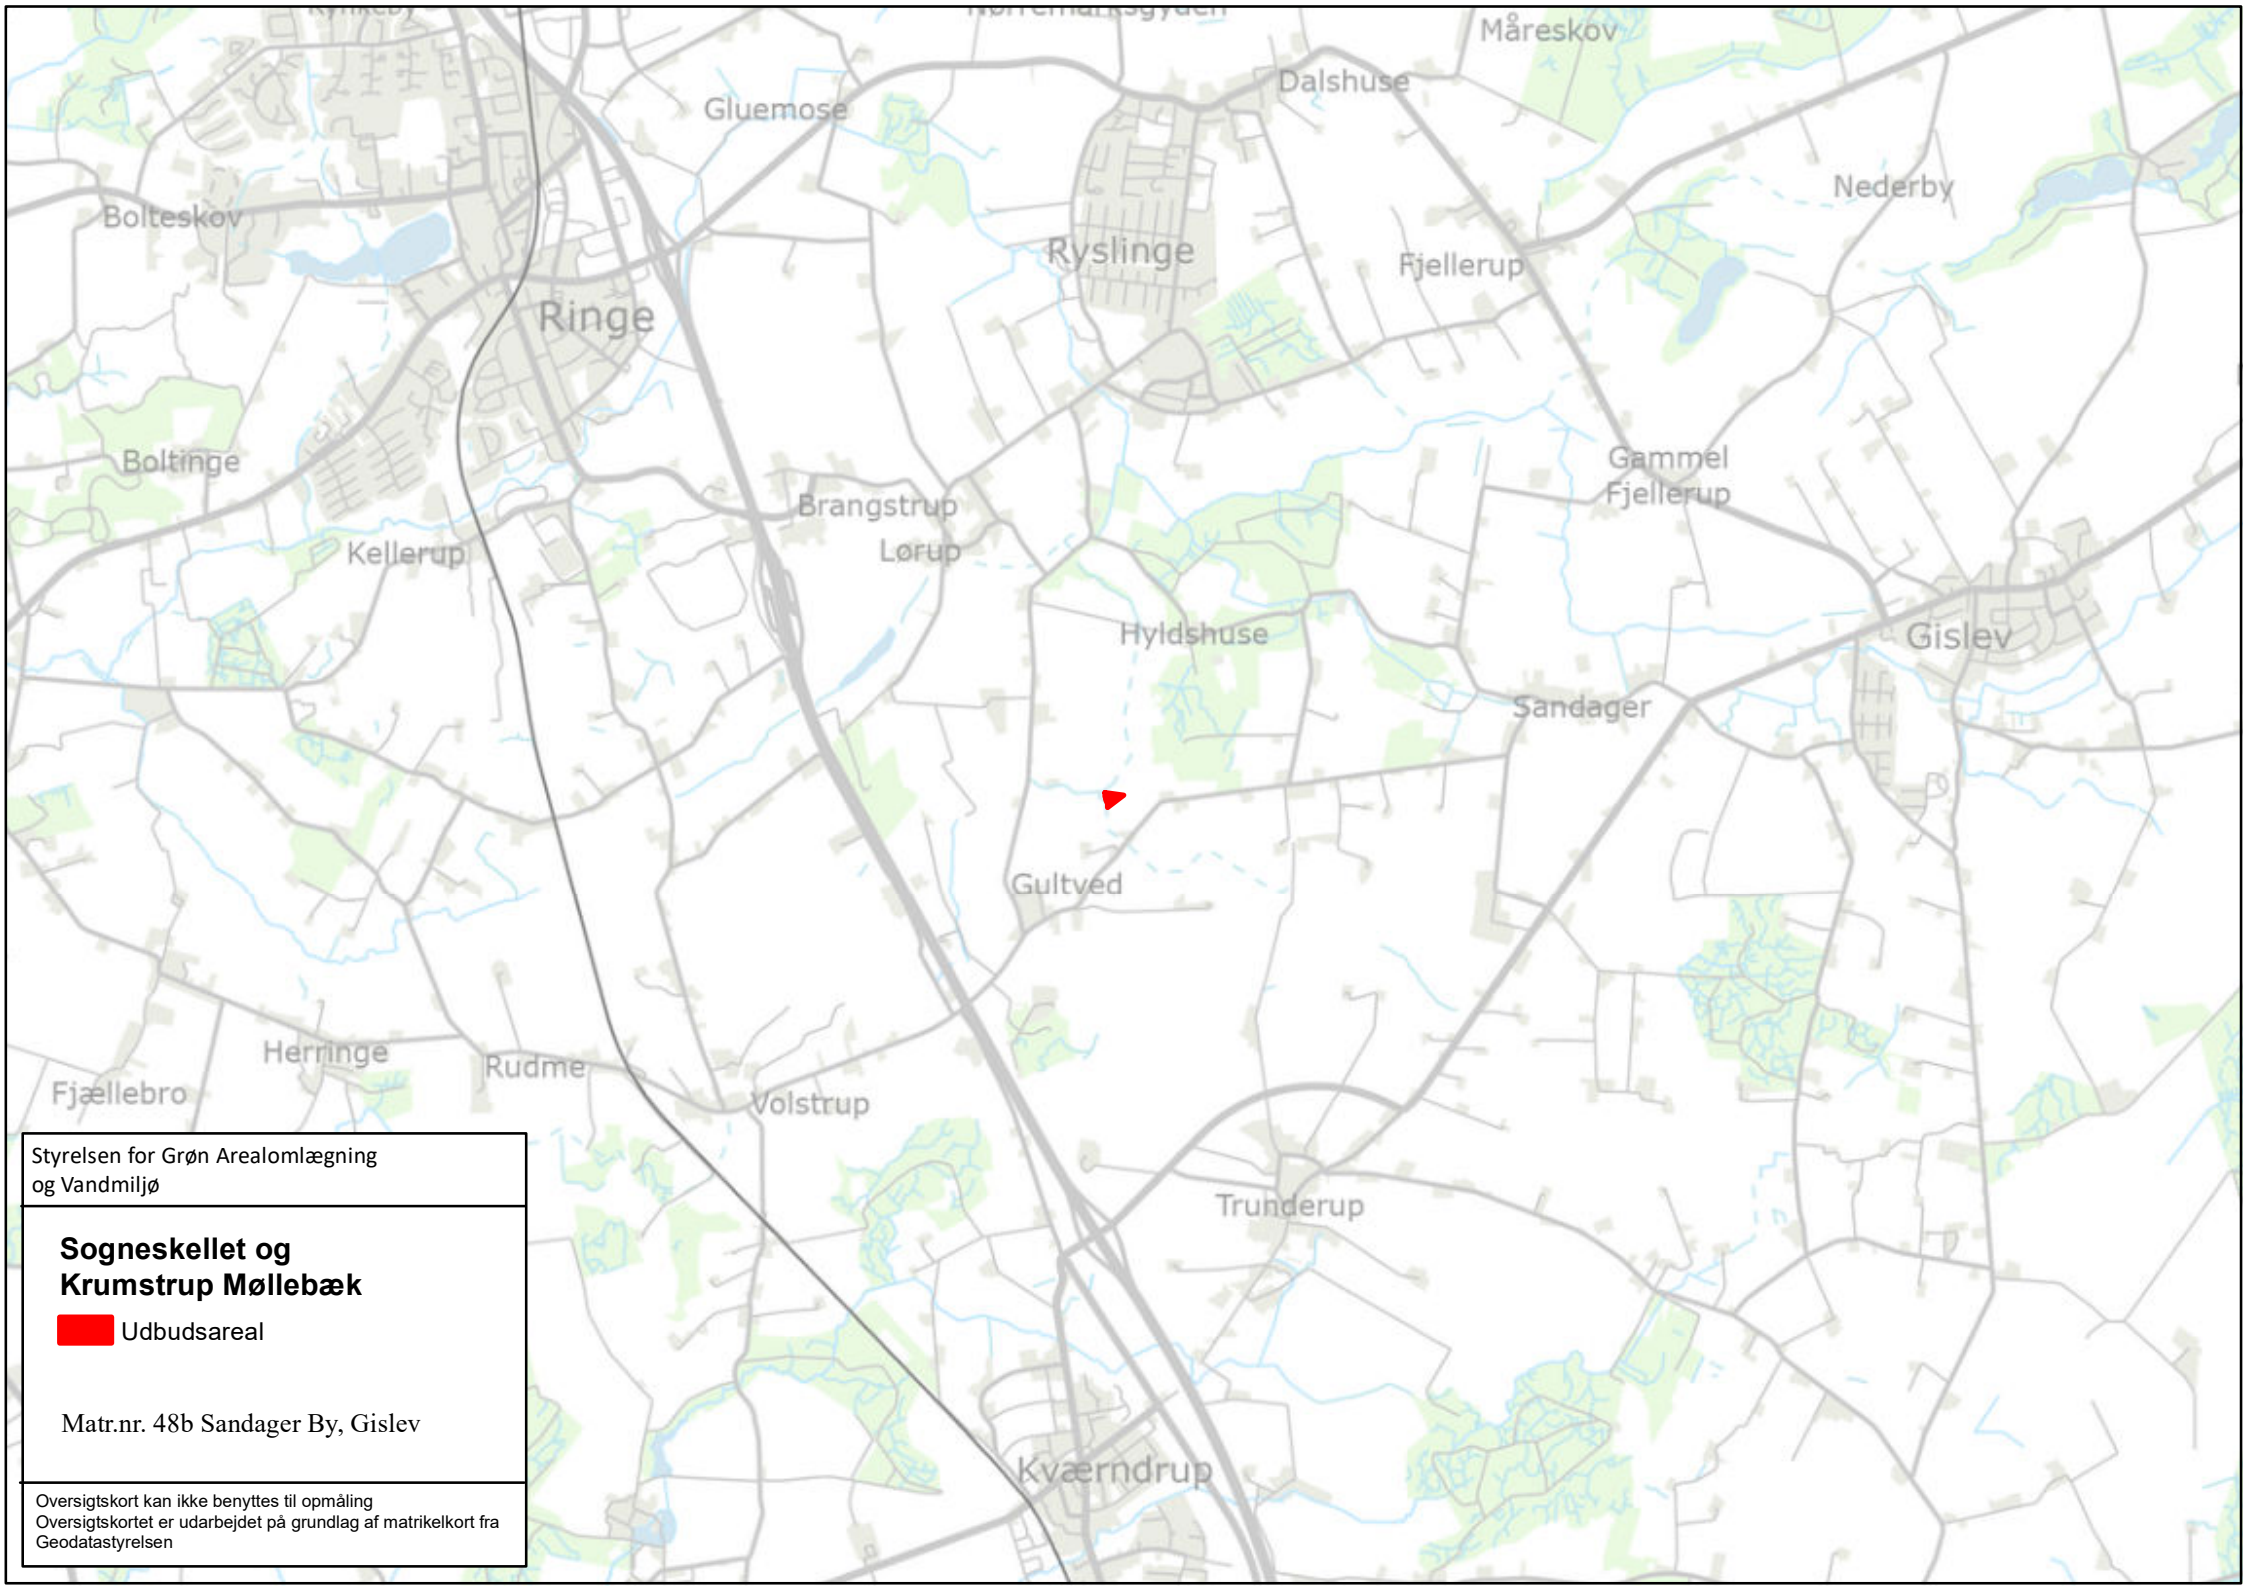 Måreskov
Dalshuse
Gluemose
Nederby
Bolteskov
Ryslinge
Fjellerup
Ringe
Boltinge
Gammel
Fjellerup
Brangstrup
Lørup
Kellerup
Hyldshuse
Gislev
Sandager
Gultved
Herringe
Rudme
Fjællebro
Volstrup
Trunderup
Kværndrup
Styrelsen for Grøn Arealomlægning
og Vandmiljø
Sogneskellet og
Krumstrup Møllebæk
Udbudsareal
Matr.nr. 48b Sandager By, Gislev
Oversigtskort kan ikke benyttes til opmåling
Oversigtskortet er udarbejdet på grundlag af matrikelkort fra
Geodatastyrelsen